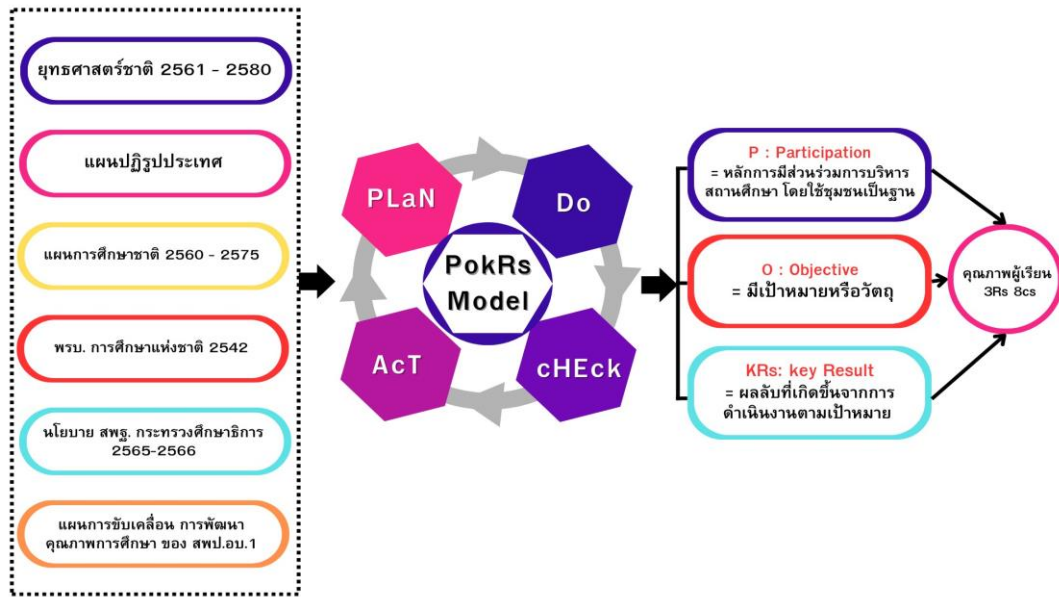 ยุทธศาสตร์ชาติ 2561 - 2580
แผนปฏิรูปประเทศ
แผนการศึกษาชาติ 2560 - 2575
พรบ. การศึกษาแห่งชาติ 2542
นโยบาย สพฐ. กระทรวงศึกษาธิการ
2565-2566
แผนการขับเคลื่อน การพัฒนา
คุณภาพการศึกษา ของ สพป.อบ.1
PLaN
Do
PokRs
Model
AcT
cHEck
P : Participation
= หลักการมีส่วนร่วมการบริหาร
สถานศึกษา โดยใช้ชุมชนเป็นฐาน
O : Objective
= มีเป้าหมายหรือวัตถุ
KRs: key Result
= ผลลับที่เกิดขึ้นจากการ
ดำเนินงานตามเป้าหมาย
คุณภาพผู้เรียน
3Rs 8cs